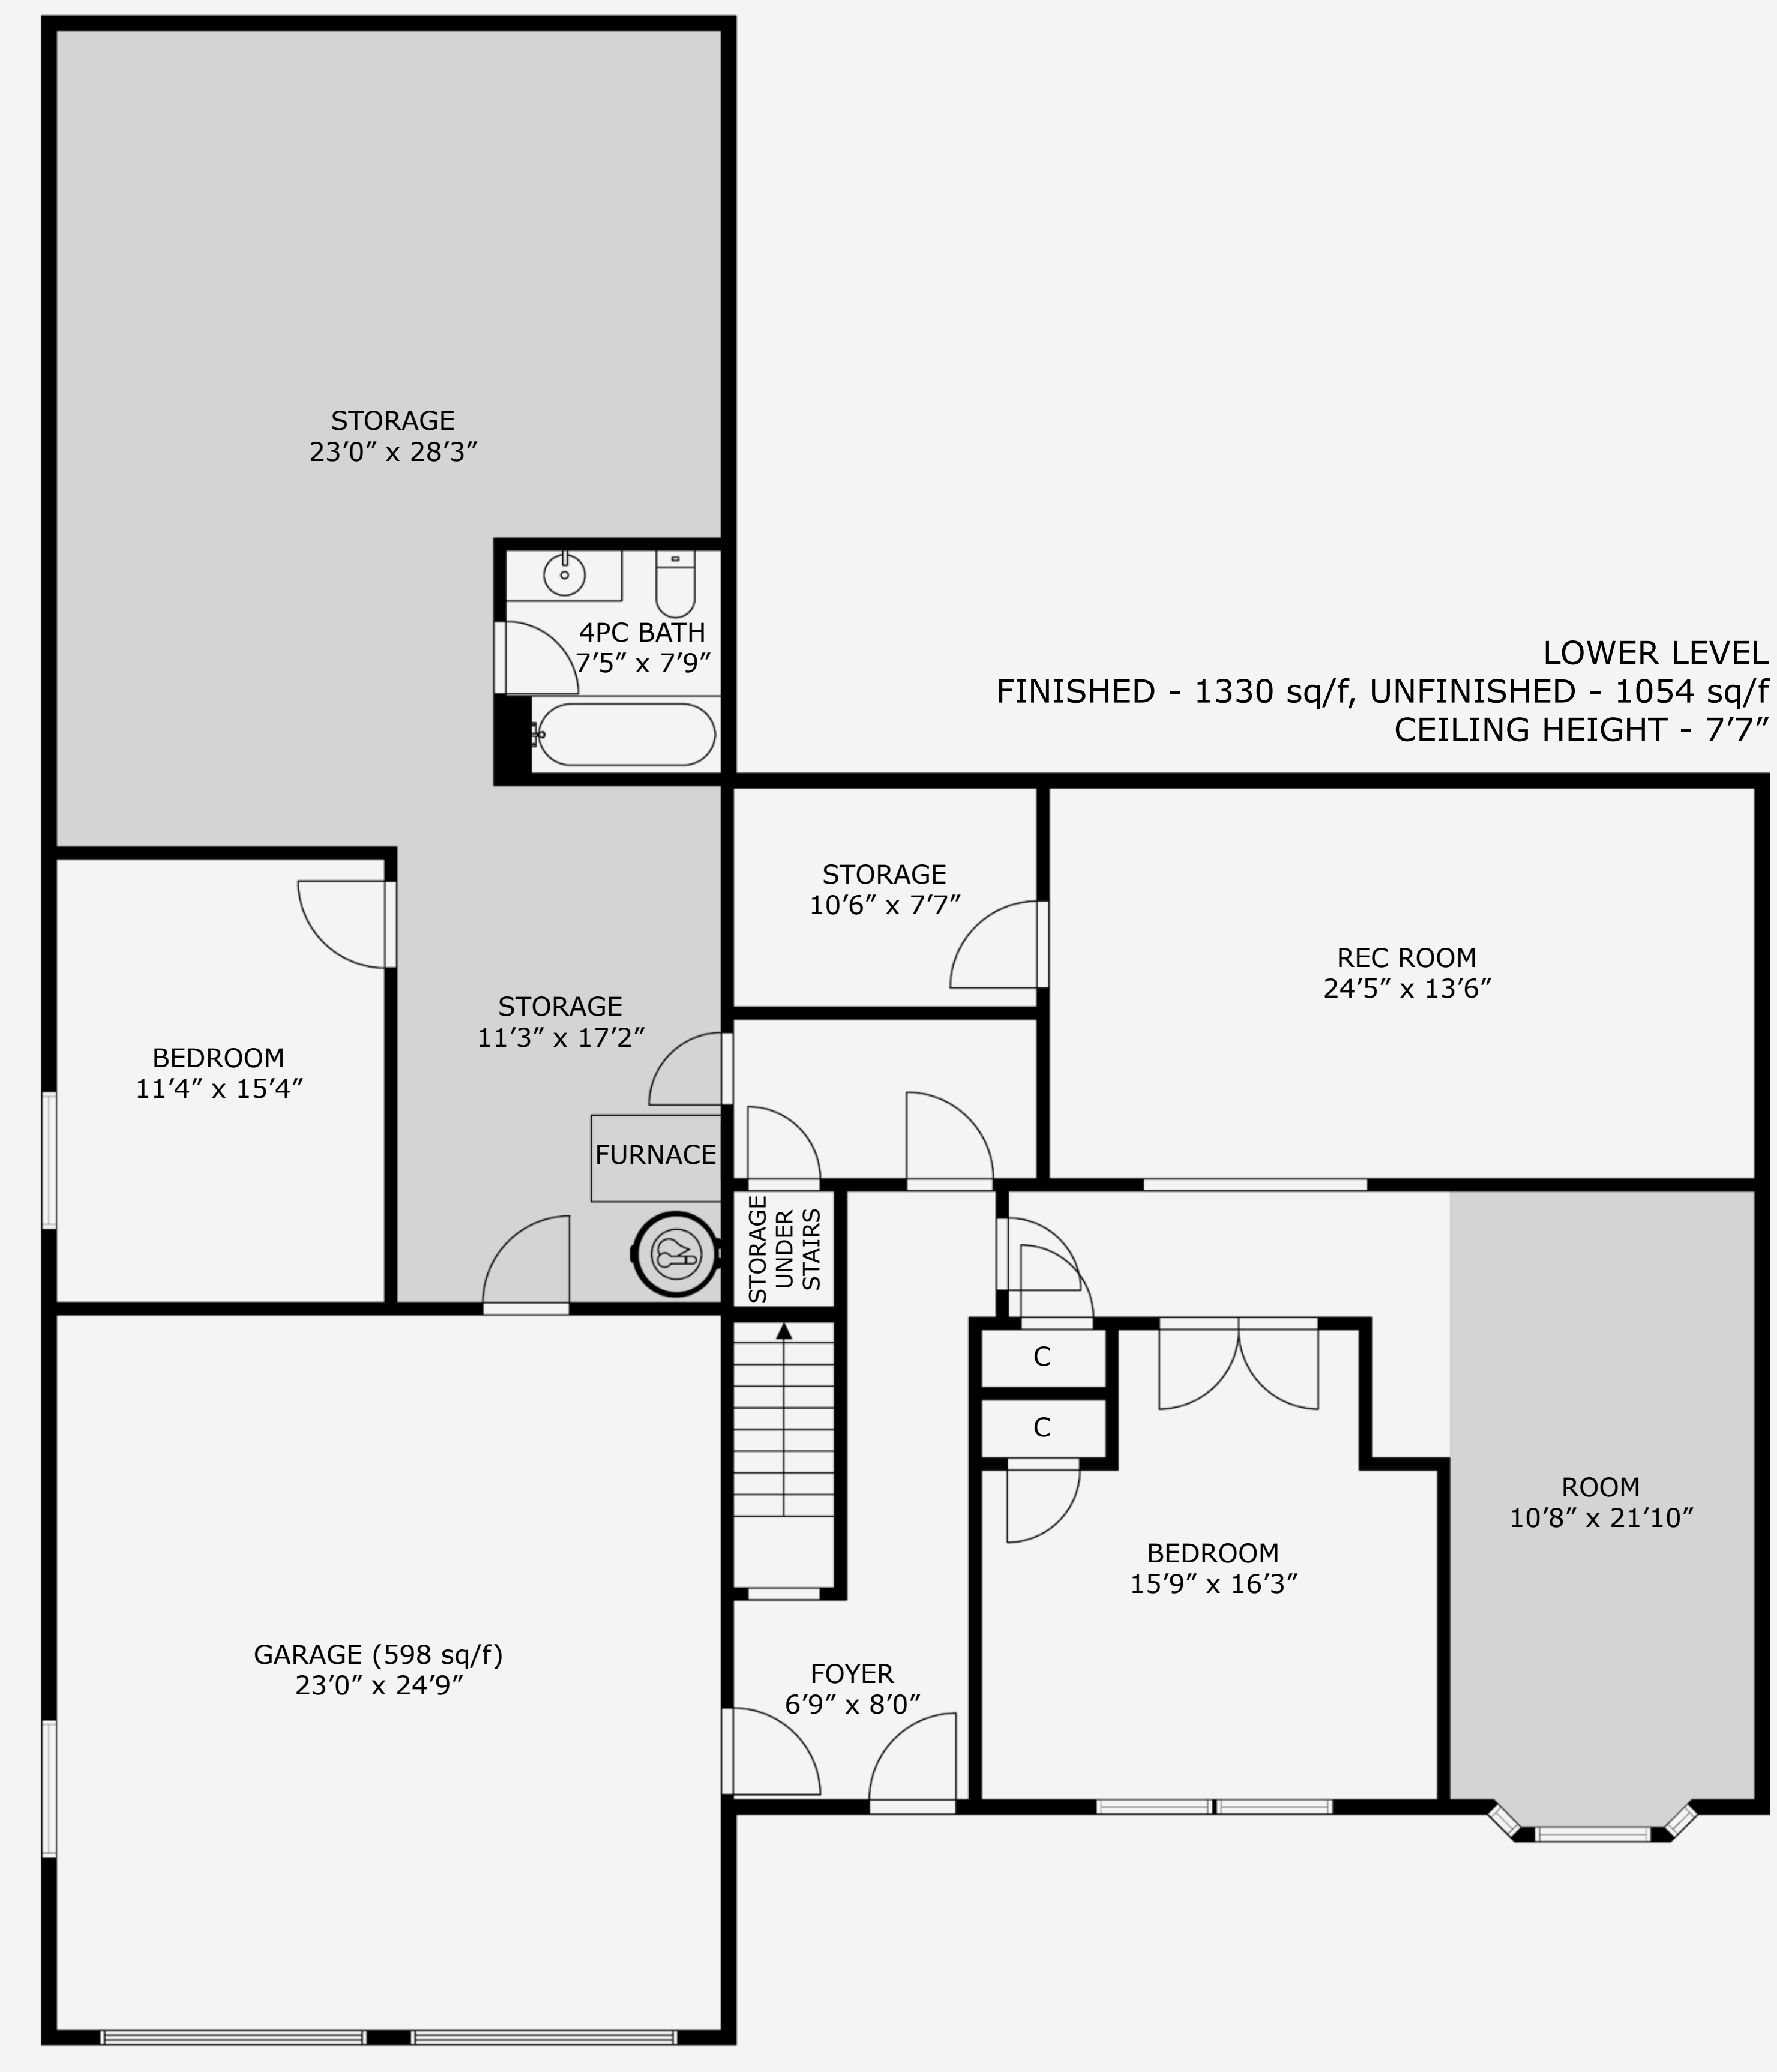 STORAGE
23’0” x 28’3”
4PC BATH
7’5” x 7’9”
LOWER LEVEL
FINISHED - 1330 sq/f, UNFINISHED - 1054 sq/f
CEILING HEIGHT - 7’7”
STORAGE
10’6” x 7’7”
REC ROOM
24’5” x 13’6”
STORAGE
11’3” x 17’2”
BEDROOM
11’4” x 15’4”
FURNACE
STORAGE
UNDER
STAIRS
C
C
ROOM
10’8” x 21’10”
BEDROOM
15’9” x 16’3”
GARAGE (598 sq/f)
23’0” x 24’9”
FOYER
6’9” x 8’0”